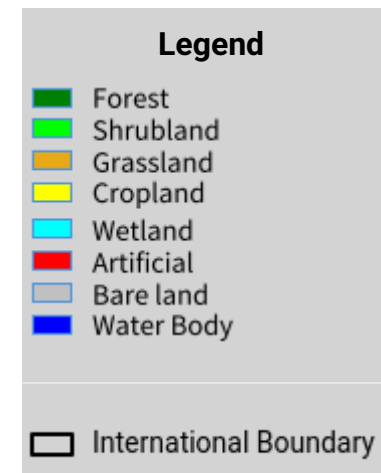 Legend
Forest
Shrubland
Grassland
Cropland
Wetland
Artificial
Bare land
Water Body
International Boundary